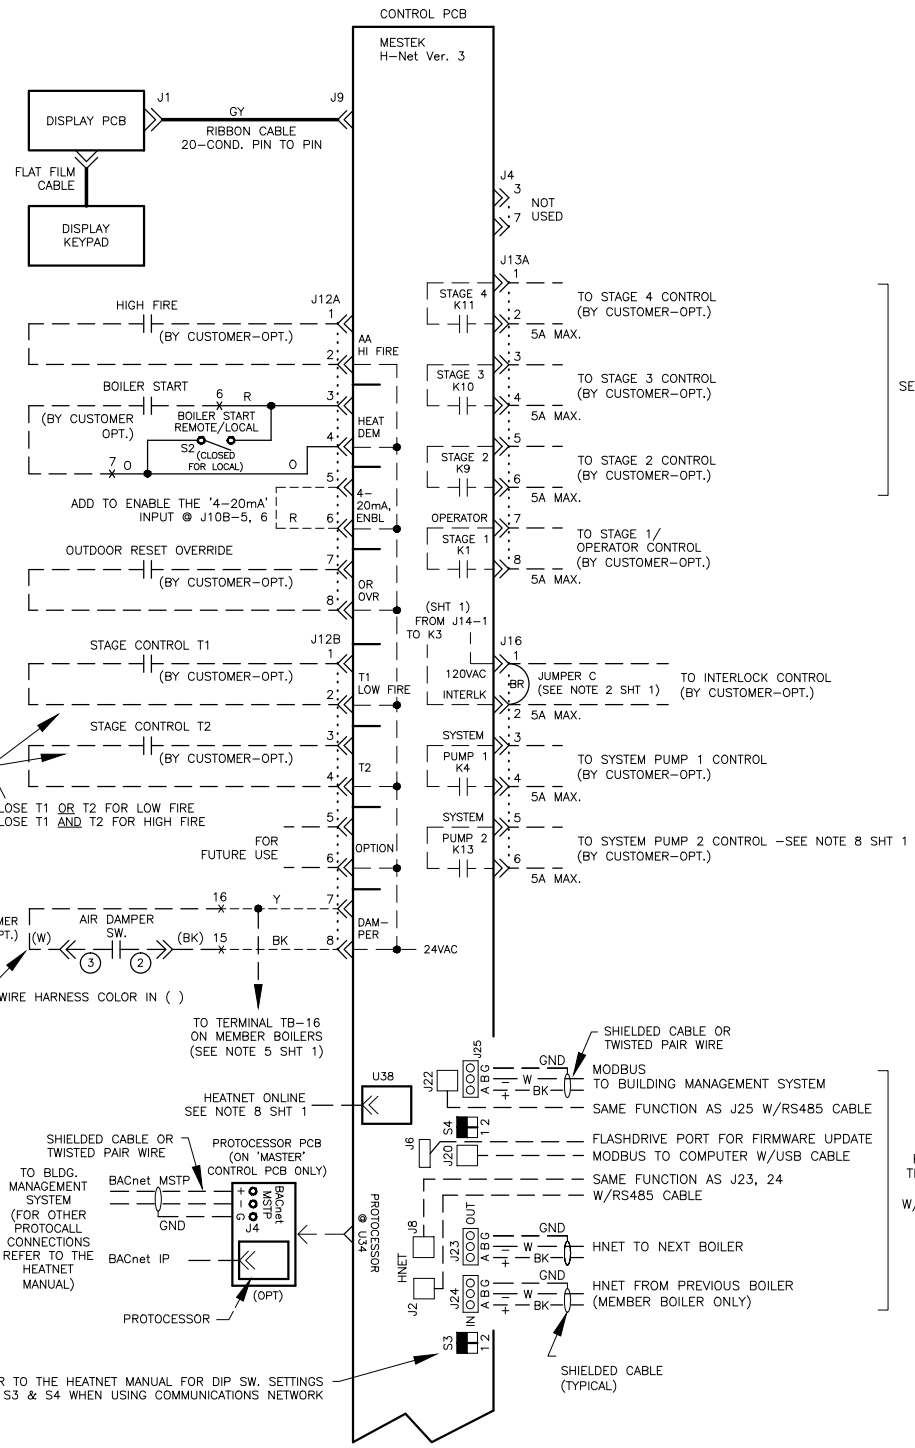 CONTROL PCB
MESTEK
H-Net Ver. 3
J1
GY
J9
DISPLAY PCB
RIBBON CABLE
20-COND. PIN TO PIN
FLAT FILM
CABLE
DISPLAY
KEYPAD
J4
3
7
NOT
USED
J12A
HIGH FIRE
1
(BY CUSTOMER-OPT.)
2
AA
HI FIRE
BOILER START
6
R
3
(BY CUSTOMER
OPT.)
BOILER START
REMOTE/LOCAL
S2
(CLOSED
FOR LOCAL)
4
HEAT
DEM
7
O
O
5
ADD TO ENABLE THE '4-20mA'
INPUT @ J10B-5, 6
R
6
4-
20mA,
ENBL
OUTDOOR RESET OVERRIDE
7
(BY CUSTOMER-OPT.)
8
OR
OVR
J12B
STAGE CONTROL T1
1
(BY CUSTOMER-OPT.)
2
T1
LOW FIRE
STAGE CONTROL T2
3
(BY CUSTOMER-OPT.)
4
T2
LOSE T1 OR T2 FOR LOW FIRE
LOSE T1 AND T2 FOR HIGH FIRE
5
FOR
FUTURE USE
6
OPTION
16
Y
7
MER
PT.)
(W)
AIR DAMPER
SW.
3
2
(BK)
15
BK
8
DAM-
PER
24VAC
WIRE HARNESS COLOR IN ( )
TO TERMINAL TB-16
ON MEMBER BOILERS
(SEE NOTE 5 SHT 1)
J13A
1
STAGE 4
K11
2
TO STAGE 4 CONTROL
(BY CUSTOMER-OPT.)
5A MAX.
3
STAGE 3
K10
4
TO STAGE 3 CONTROL
(BY CUSTOMER-OPT.)
5A MAX.
SE
5
STAGE 2
K9
6
TO STAGE 2 CONTROL
(BY CUSTOMER-OPT.)
5A MAX.
OPERATOR
7
STAGE 1
K1
8
TO STAGE 1/
OPERATOR CONTROL
(BY CUSTOMER-OPT.)
5A MAX.
(SHT 1)
FROM J14-1
TO K3
J16
1
120VAC
INTERLK
BR
JUMPER C
(SEE NOTE 2 SHT 1)
TO INTERLOCK CONTROL
(BY CUSTOMER-OPT.)
2
5A MAX.
SYSTEM
3
PUMP 1
K4
4
TO SYSTEM PUMP 1 CONTROL
(BY CUSTOMER-OPT.)
5A MAX.
SYSTEM
5
PUMP 2
K13
6
TO SYSTEM PUMP 2 CONTROL -SEE NOTE 8 SHT 1
(BY CUSTOMER-OPT.)
5A MAX.
SHIELDED CABLE OR
TWISTED PAIR WIRE
J25
A B G
GND
W
-
BK
+
MODBUS
TO BUILDING MANAGEMENT SYSTEM
J22
SAME FUNCTION AS J25 W/RS485 CABLE
U38
HEATNET ONLINE
SEE NOTE 8 SHT 1
S4
1 2
J6
FLASHDRIVE PORT FOR FIRMWARE UPDATE
J20
MODBUS TO COMPUTER W/USB CABLE
SAME FUNCTION AS J23, 24
W/RS485 CABLE
SHIELDED CABLE OR
TWISTED PAIR WIRE
PROTOCESSOR PCB
(ON 'MASTER'
CONTROL PCB ONLY)
TO BLDG.
MANAGEMENT
SYSTEM
(FOR OTHER
PROTOCALL
CONNECTIONS
REFER TO THE
HEATNET
MANUAL)
BACnet MSTP
GND
+
-
G
BACnet
MSTP
J4
BACnet IP
(OPT)
PROTOCESSOR
PROTOCESSOR
@ U34
HNET
J8
J2
OUT
J23
A B G
GND
W
-
BK
+
HNET TO NEXT BOILER
IN
J24
A B G
GND
W
-
BK
+
HNET FROM PREVIOUS BOILER
(MEMBER BOILER ONLY)
W/
S3
1 2
SHIELDED CABLE
(TYPICAL)
R TO THE HEATNET MANUAL FOR DIP SW. SETTINGS
S3 & S4 WHEN USING COMMUNICATIONS NETWORK